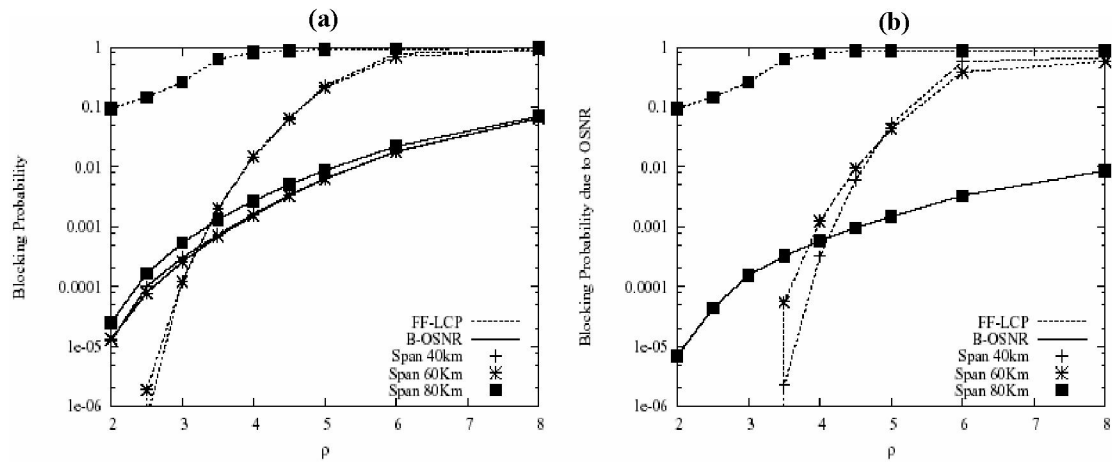 (a)
Blocking Probability
1
0.1
0.01
0.001
0.0001
1e-05
1e-06
2 3 4 5 6 7 8
ρ
FF-LCP
B-OSNR
Span 40km
Span 60Km
Span 80Km
(b)
Blocking Probability due to OSNR
1
0.1
0.01
0.001
0.0001
1e-05
1e-06
2 3 4 5 6 7 8
ρ
FF-LCP
B-OSNR
Span 40km
Span 60Km
Span 80Km